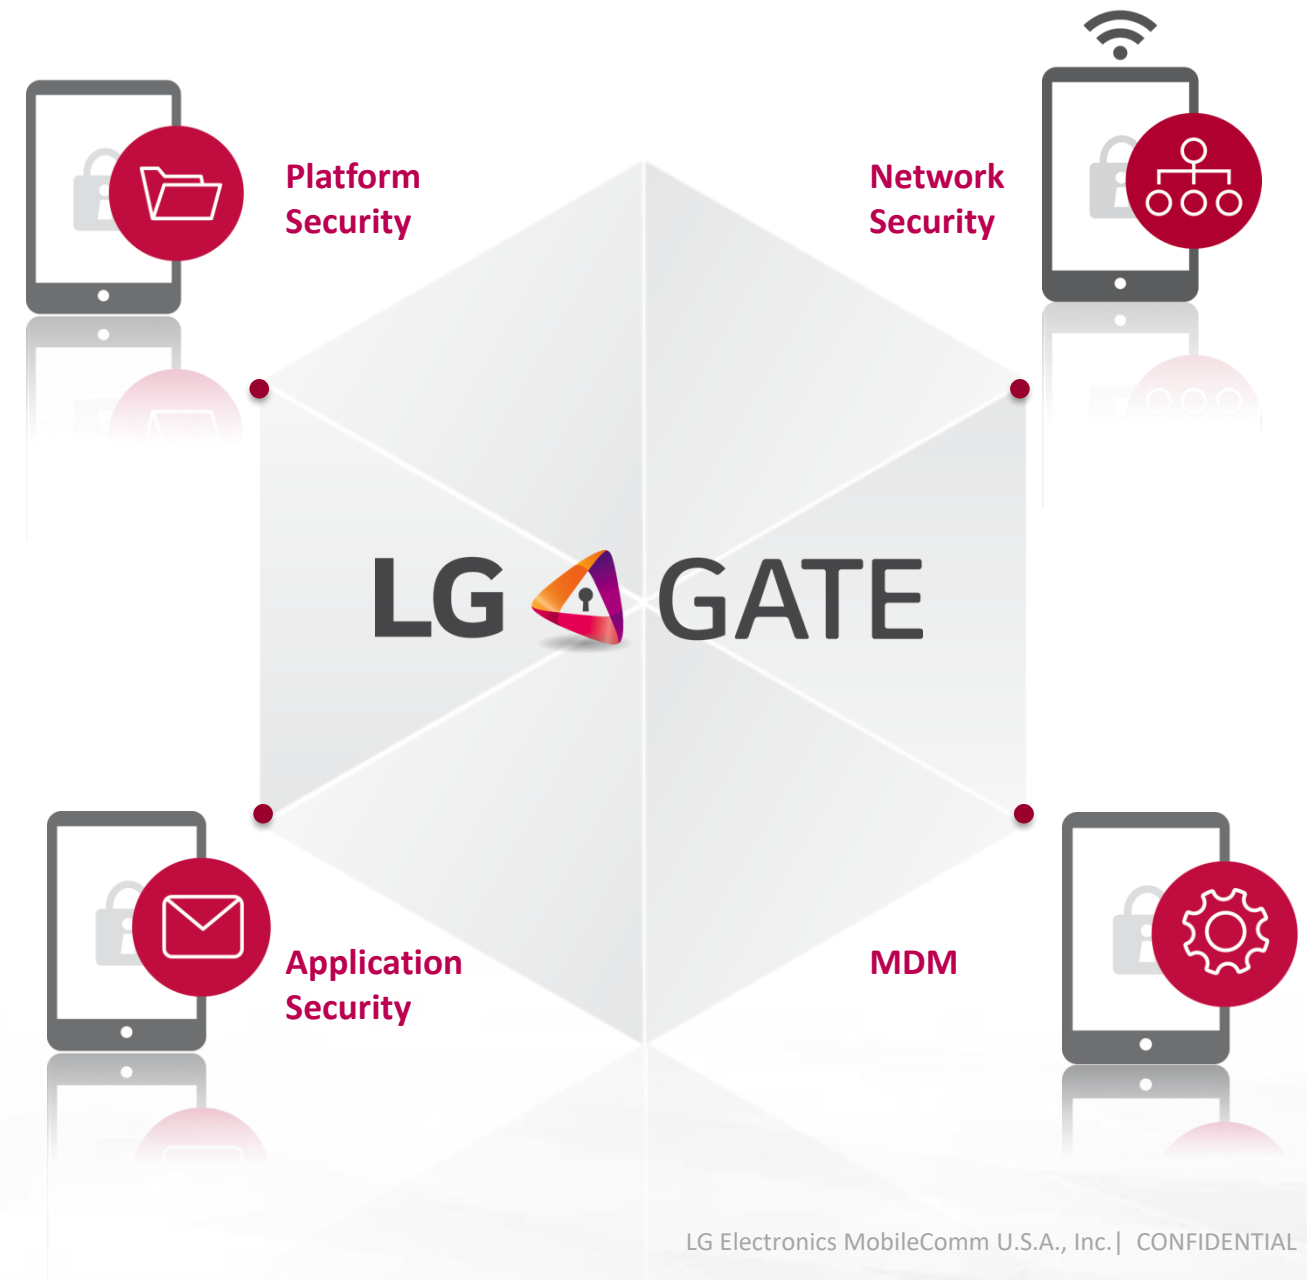 Platform
Security
Network
Security
LG GATE
Application
Security
MDM
LG Electronics MobileComm U.S.A., Inc.| CONFIDENTIAL